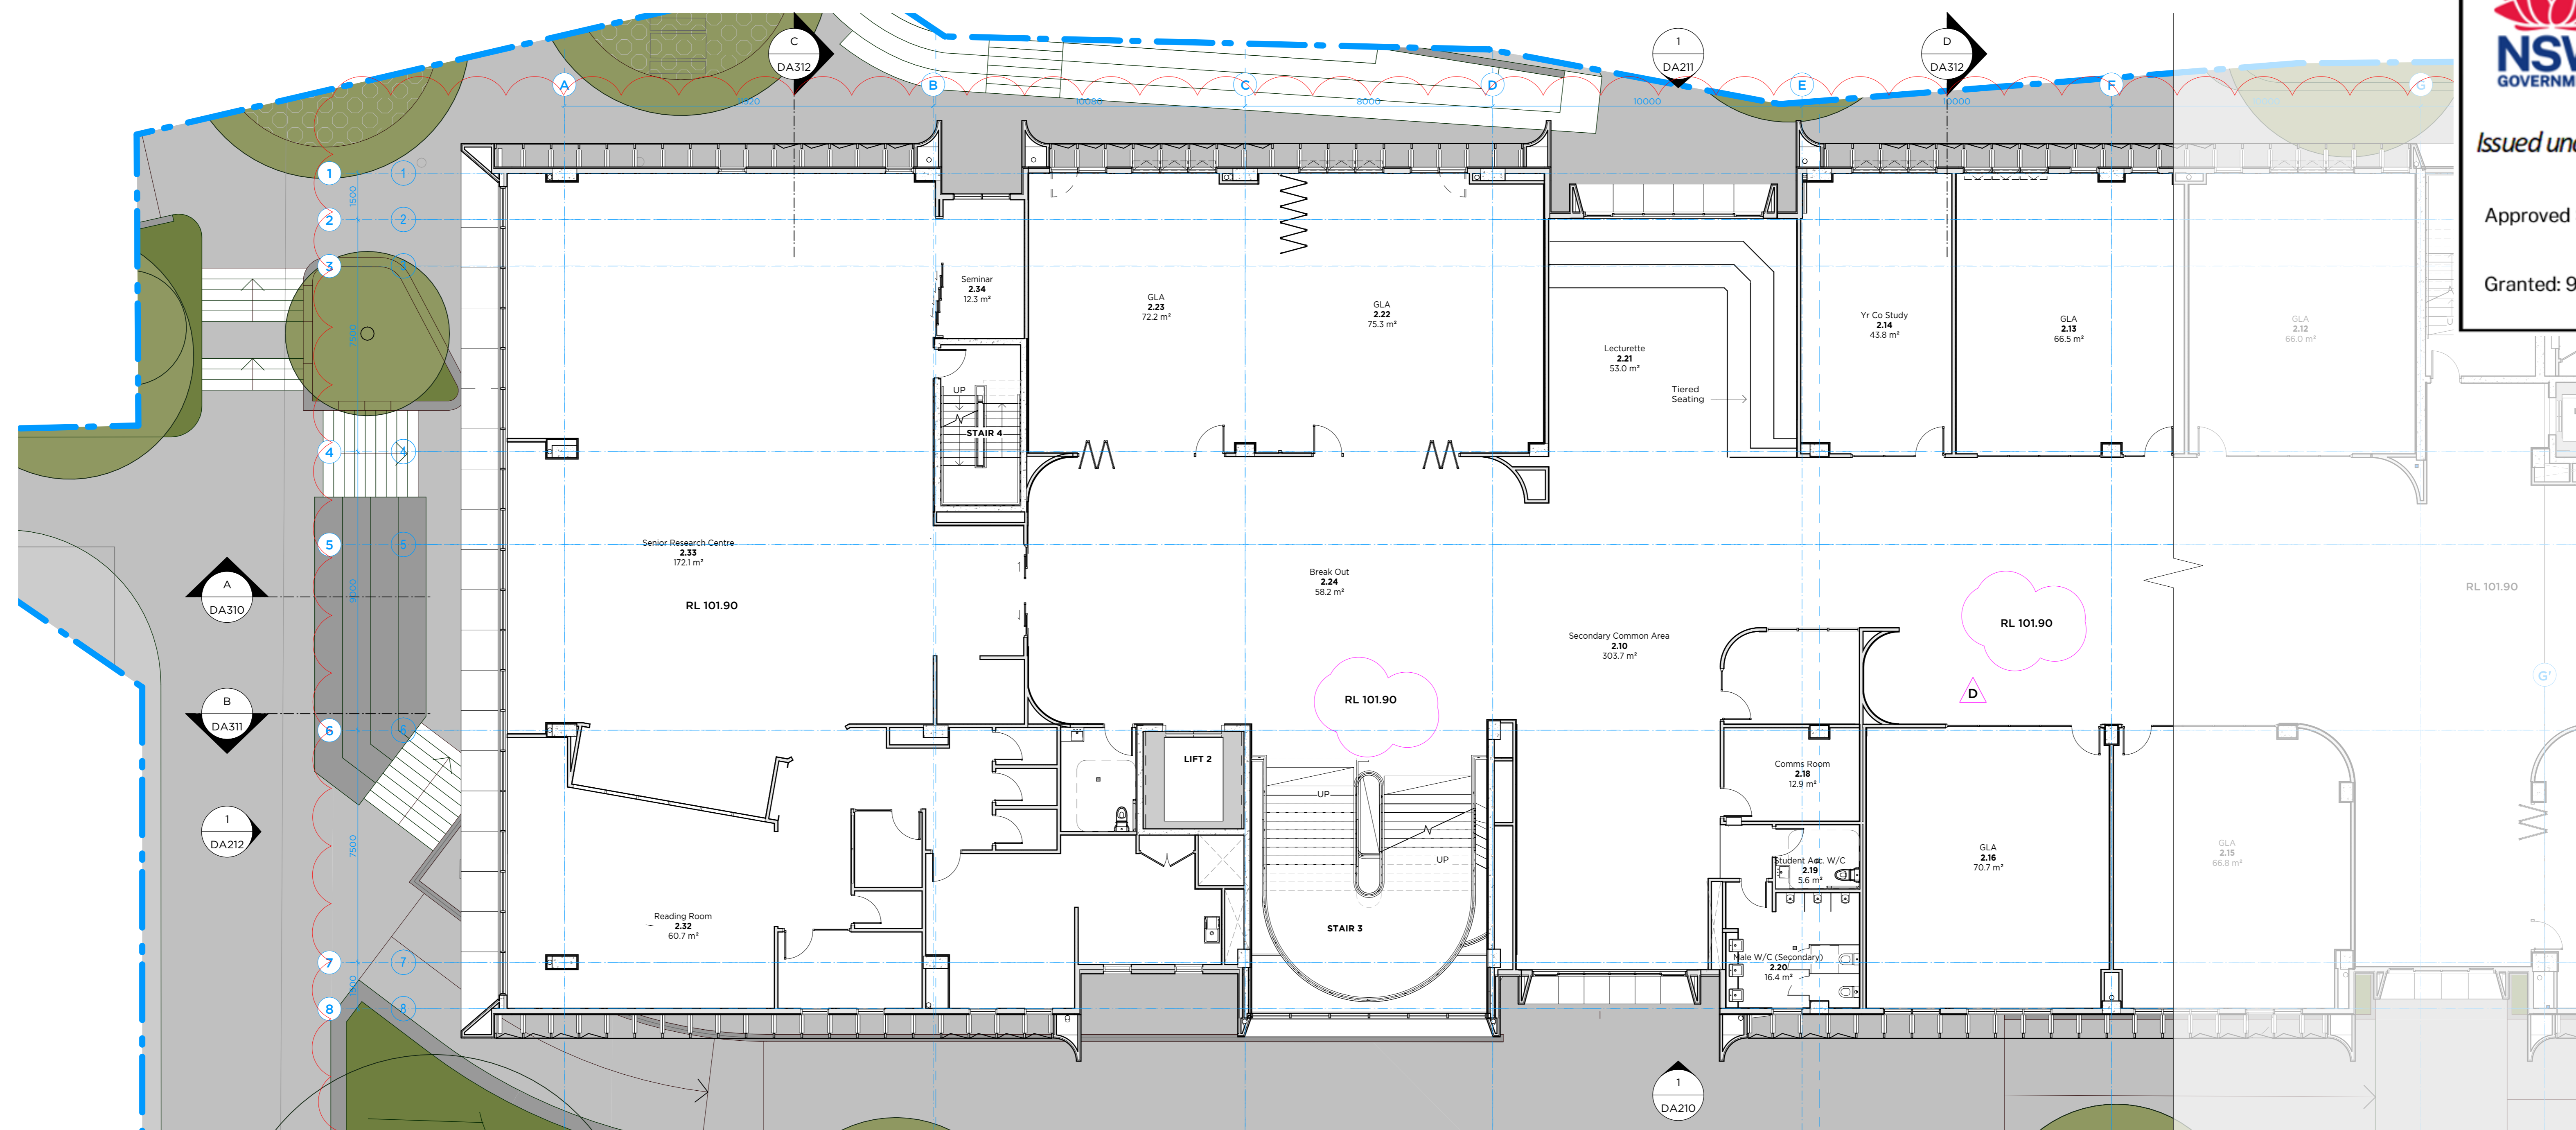 C
DA312
1
DA211
D
DA312
NSW
GOVERNM
Issued un
Approved
Granted: 9
A
B
C
D
E
F
G
10080
8000
10000
10000
1
1
1500
2
2
3
7500
4
4
5
5
6
6
7500
7
7
8
8
Seminar
2.34
12.3 m²
GLA
2.23
72.2 m²
GLA
2.22
75.3 m²
Lecturette
2.21
53.0 m²
Tiered
Seating
Yr Co Study
2.14
43.8 m²
GLA
2.13
66.5 m²
GLA
2.12
66.0 m²
UP
STAIR 4
Senior Research Centre
2.33
172.1 m²
RL 101.90
Break Out
2.24
58.2 m²
Secondary Common Area
2.10
303.7 m²
RL 101.90
RL 101.90
D
RL 101.90
G'
A
DA310
B
DA311
1
DA212
LIFT 2
UP
UP
STAIR 3
Comms Room
2.18
12.9 m²
Student Acc. W/C
2.19
5.6 m²
Male W/C (Secondary)
2.20
16.4 m²
GLA
2.16
70.7 m²
GLA
2.15
66.8 m²
Reading Room
2.32
60.7 m²
1
DA210